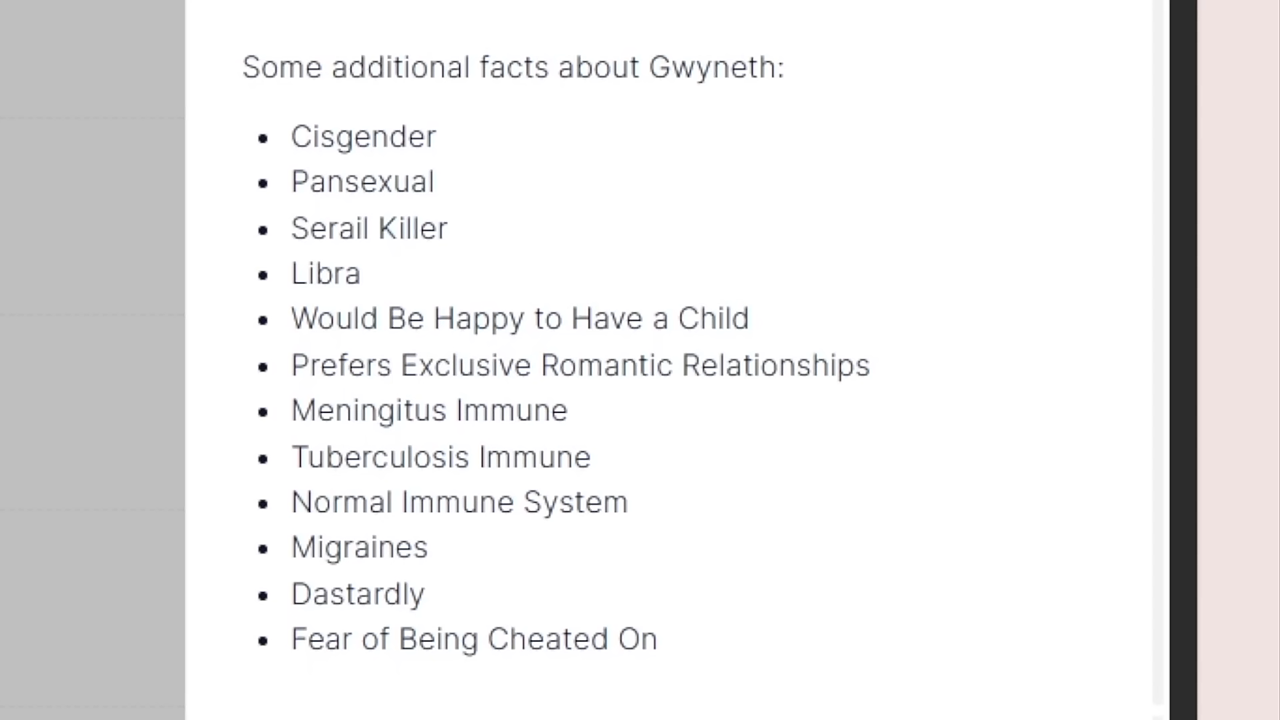 Some additional facts about Gwyneth:
Cisgender
Pansexual
Serail Killer
Libra
Would Be Happy to Have a Child
Prefers Exclusive Romantic Relationships
Meningitus Immune
Tuberculosis Immune
Normal Immune System
Migraines
Dastardly
Fear of Being Cheated On